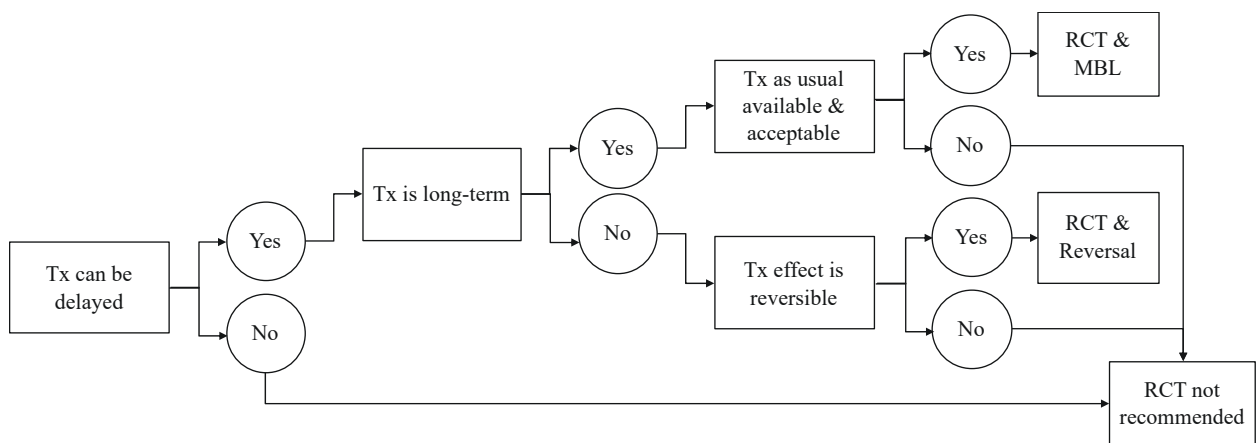 Tx can be
delayed
Yes
No
Tx is long-term
Yes
No
Tx as usual
available &
acceptable
Yes
No
RCT &
MBL
Tx effect is
reversible
Yes
No
RCT &
Reversal
RCT not
recommended